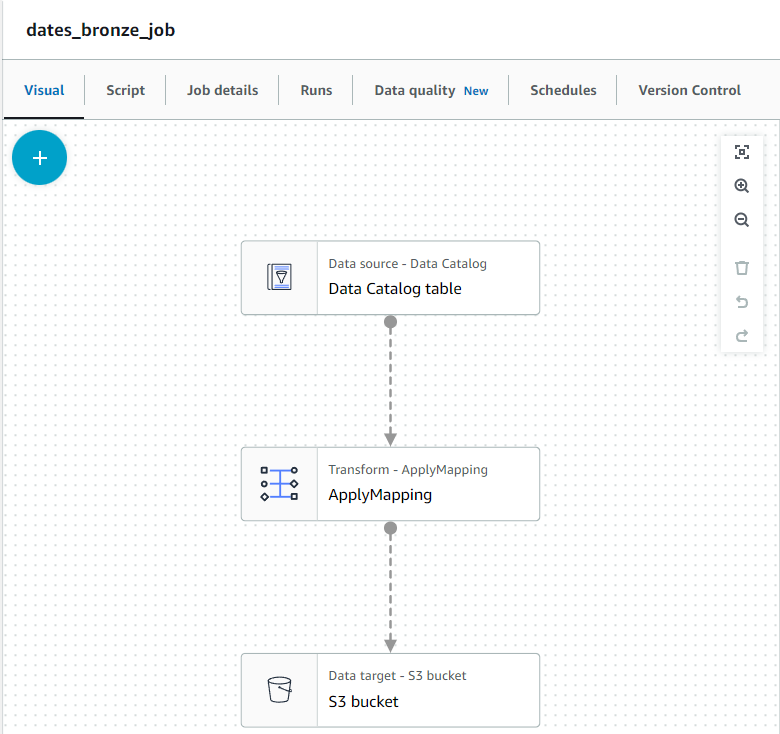 dates_bronze_job
Visual Script Job details Runs Data quality New Schedules Version Control
Data source - Data Catalog
Data Catalog table
Transform - ApplyMapping
ApplyMapping
Data target - S3 bucket
S3 bucket